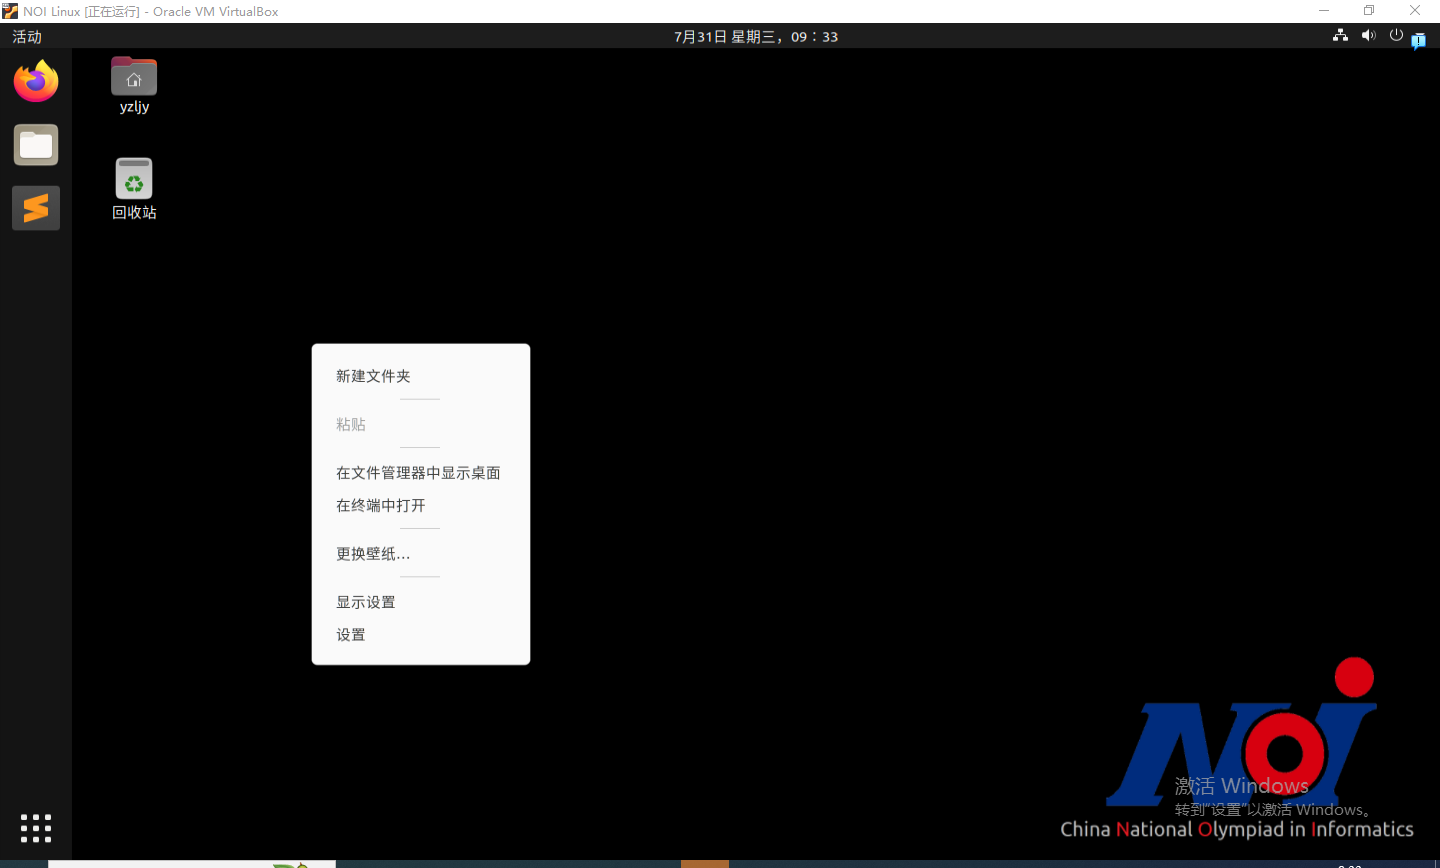 NOI Linux [正在运行] - Oracle VM VirtualBox
活动
7月31日 星期三，09：33
yzljy
回收站
新建文件夹
粘贴
在文件管理器中显示桌面
在终端中打开
更换壁纸…
显示设置
设置
NOI
激活 Windows
转到"设置"以激活 Windows。
China National Olympiad in Informatics